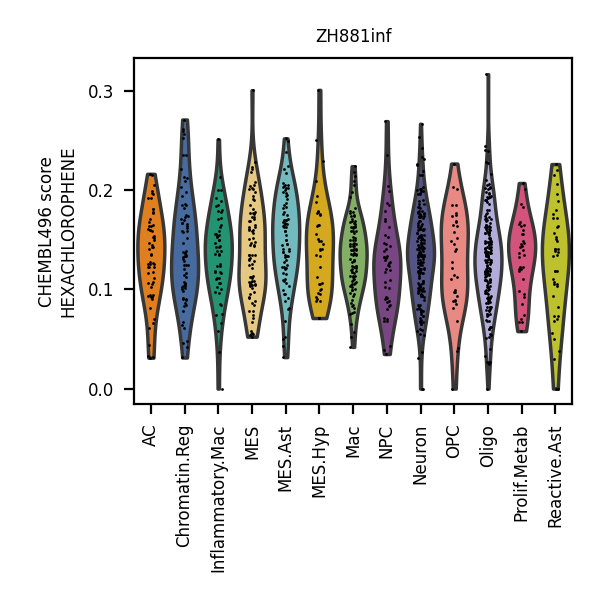 ZH881inf
CHEMBL496 score
HEXACHLOROPHENE
0.3
0.2
0.1
0.0
AC
Chromatin.Reg
Inflammatory.Mac
MES
MES.Ast
MES.Hyp
Mac
NPC
Neuron
OPC
Oligo
Prolif.Metab
Reactive.Ast